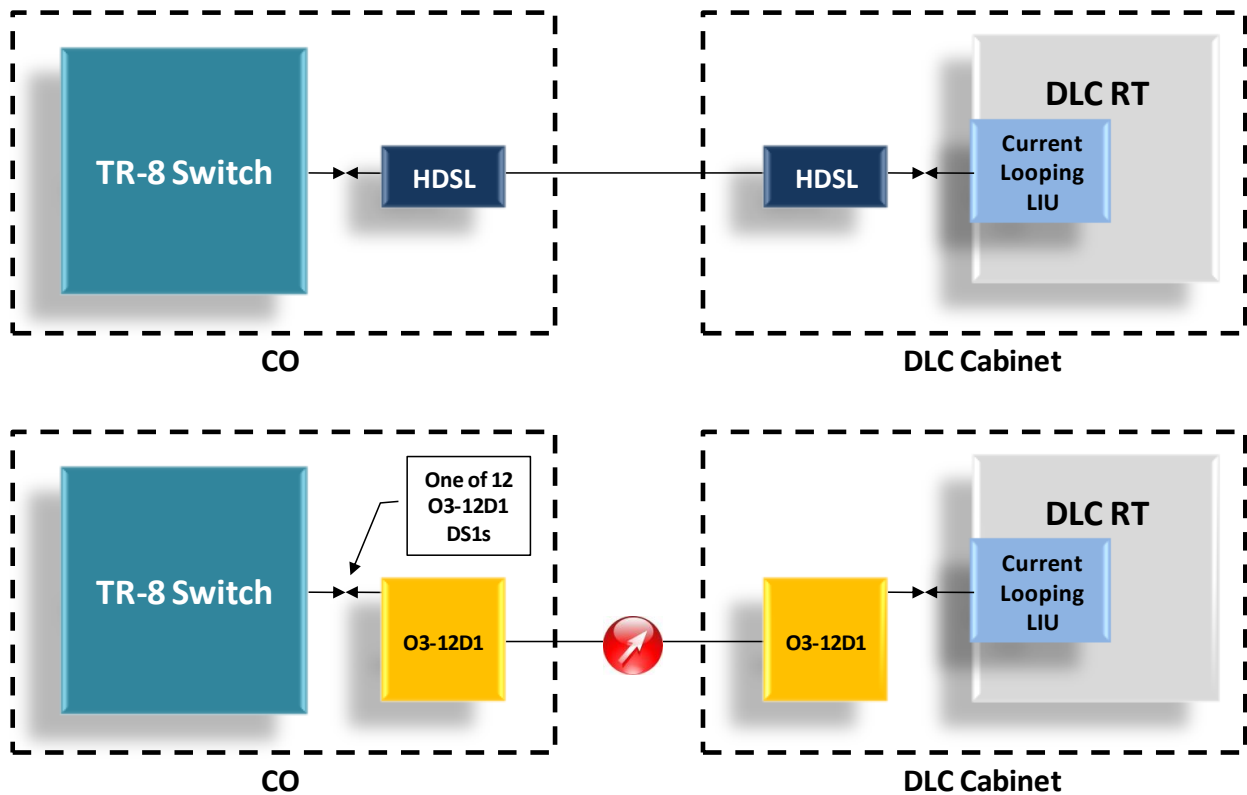 TR-8 Switch
HDSL
HDSL
DLC RT
Current
Looping
LIU
CO
DLC Cabinet
TR-8 Switch
One of 12
O3-12D1
DS1s
O3-12D1
O3-12D1
DLC RT
Current
Looping
LIU
CO
DLC Cabinet